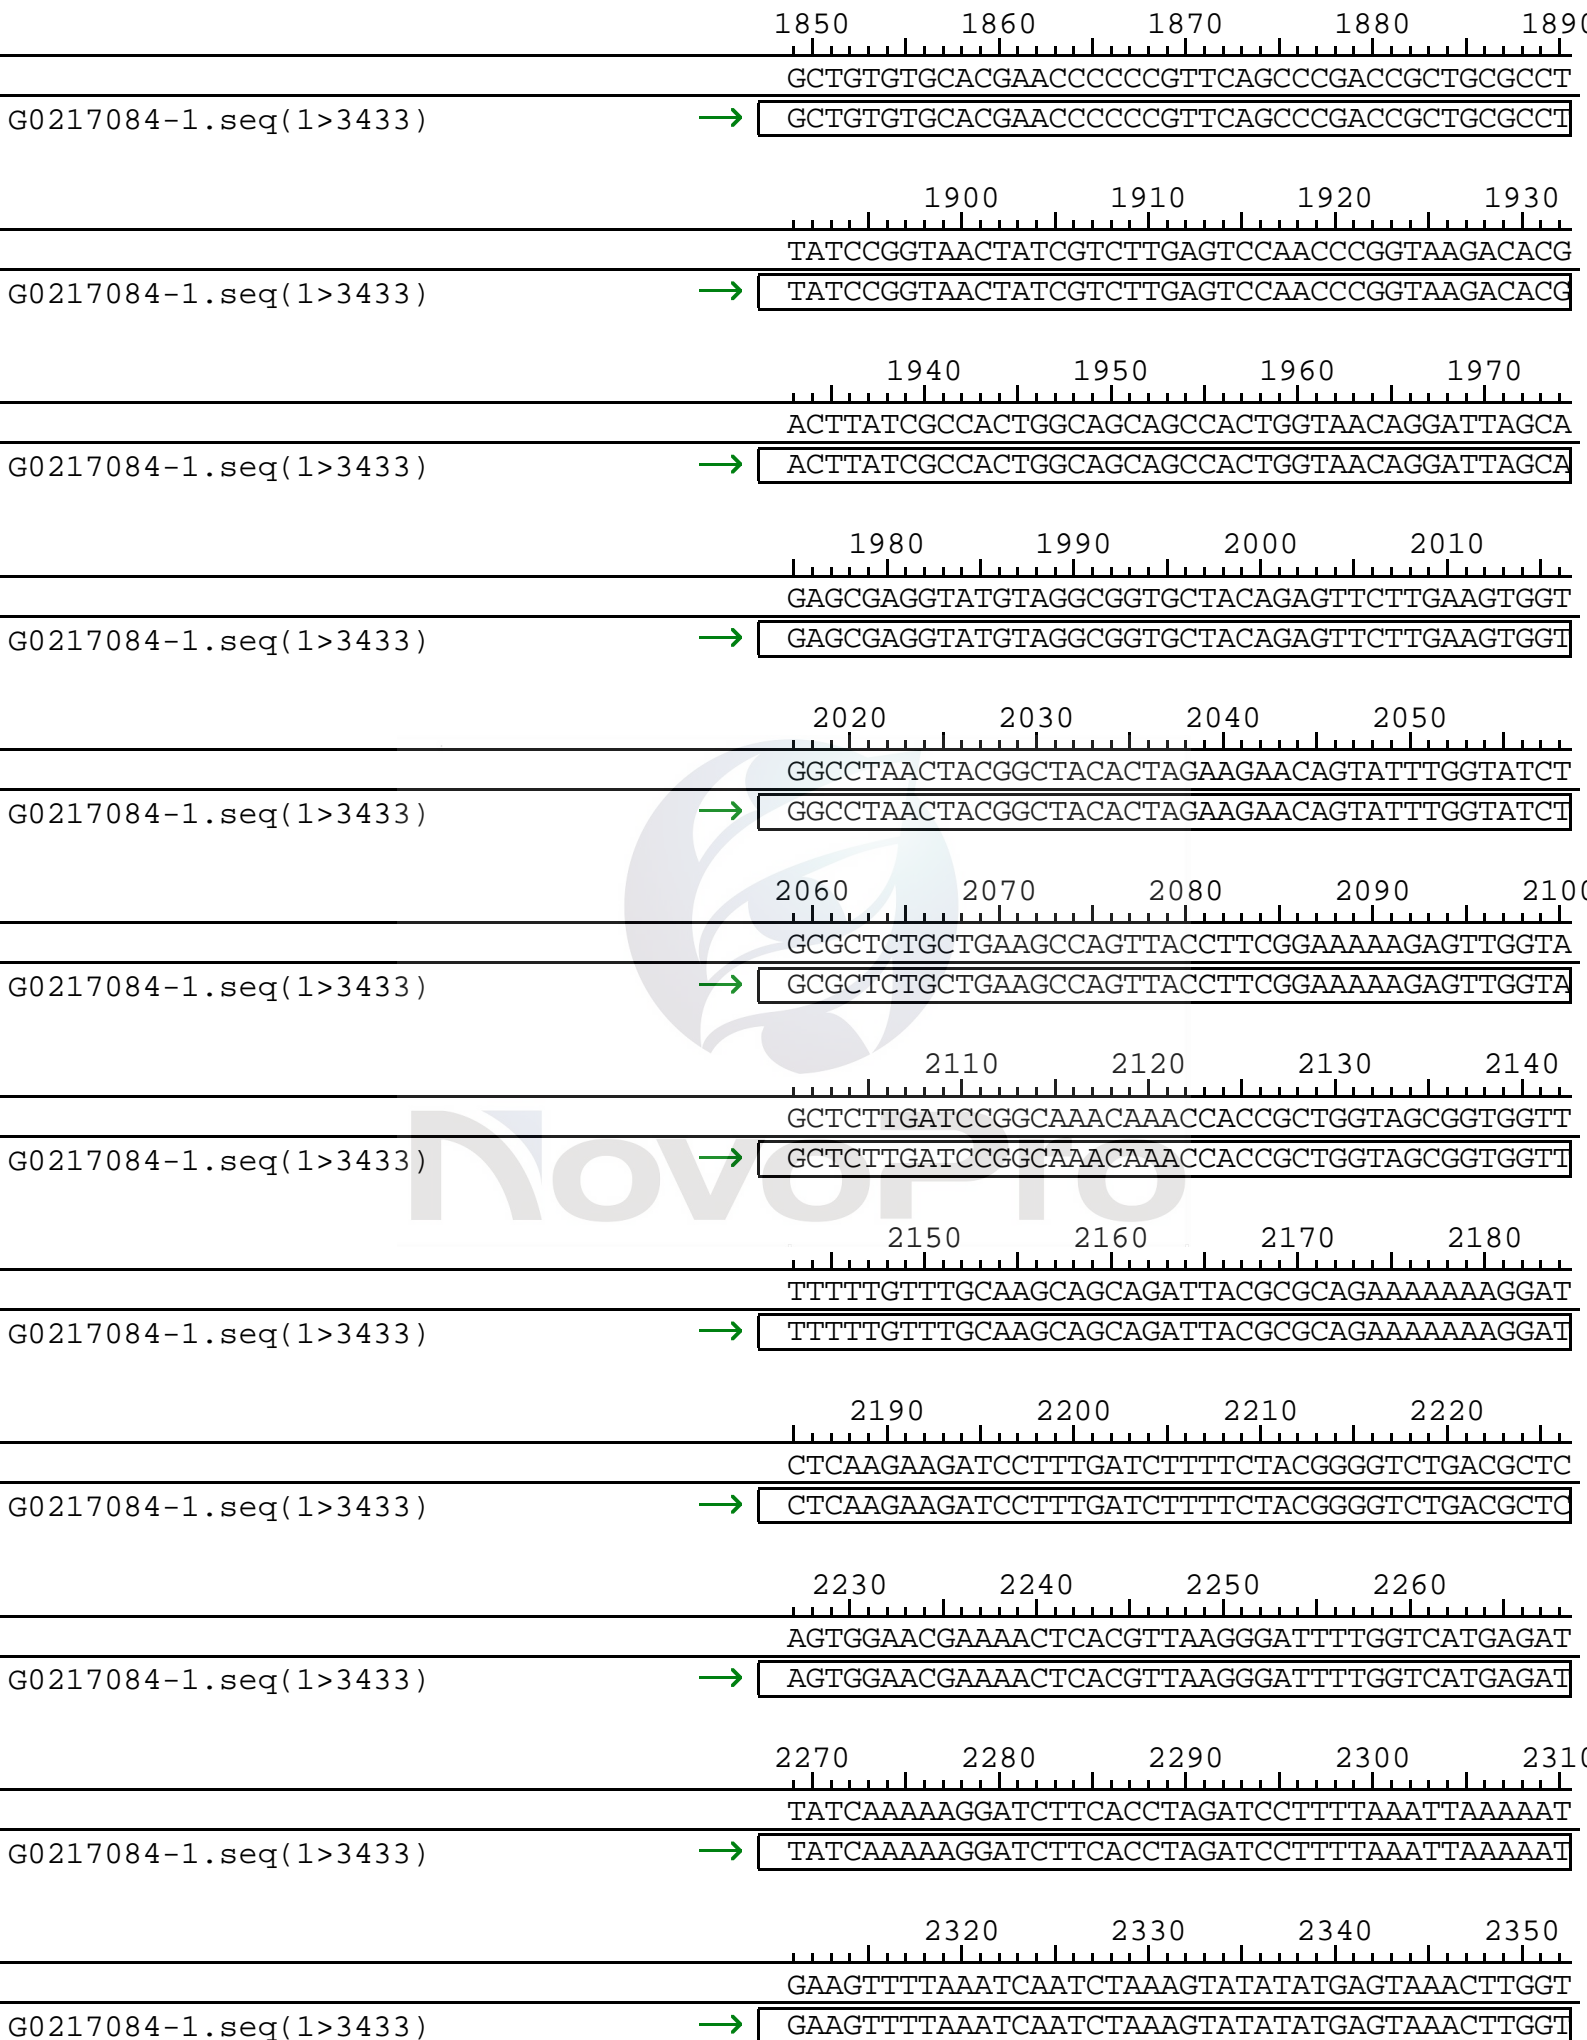 1850 1860 1870 1880 1890
GCTGTGTGCACGAACCCCCCGTTCAGCCCGACCGCTGCGCCT
G0217084-1.seq(1>3433) → GCTGTGTGCACGAACCCCCCGTTCAGCCCGACCGCTGCGCCT
1900 1910 1920 1930
TATCCGGTAACTATCGTCTTGAGTCCAACCCGGTAAGACACG
G0217084-1.seq(1>3433) → TATCCGGTAACTATCGTCTTGAGTCCAACCCGGTAAGACACG
1940 1950 1960 1970
ACTTATCGCCACTGGCAGCAGCCACTGGTAACAGGATTAGCA
G0217084-1.seq(1>3433) → ACTTATCGCCACTGGCAGCAGCCACTGGTAACAGGATTAGCA
1980 1990 2000 2010
GAGCGAGGTATGTAGGCGGTGCTACAGAGTTCTTGAAGTGGT
G0217084-1.seq(1>3433) → GAGCGAGGTATGTAGGCGGTGCTACAGAGTTCTTGAAGTGGT
2020 2030 2040 2050
GGCCTAACTACGGCTACACTAGAAGAACAGTATTTGGTATCT
G0217084-1.seq(1>3433) → GGCCTAACTACGGCTACACTAGAAGAACAGTATTTGGTATCT
2060 2070 2080 2090 2100
GCGCTCTGCTGAAGCCAGTTACCTTCGGAAAAAGAGTTGGTA
G0217084-1.seq(1>3433) → GCGCTCTGCTGAAGCCAGTTACCTTCGGAAAAAGAGTTGGTA
2110 2120 2130 2140
GCTCTTGATCCGGCAAACAAACCACCGCTGGTAGCGGTGGTT
G0217084-1.seq(1>3433) → GCTCTTGATCCGGCAAACAAACCACCGCTGGTAGCGGTGGTT
NovoPro
2150 2160 2170 2180
TTTTTGTTTGCAAGCAGCAGATTACGCGCAGAAAAAAAGGAT
G0217084-1.seq(1>3433) → TTTTTGTTTGCAAGCAGCAGATTACGCGCAGAAAAAAAGGAT
2190 2200 2210 2220
CTCAAGAAGATCCTTTGATCTTTTCTACGGGGTCTGACGCTC
G0217084-1.seq(1>3433) → CTCAAGAAGATCCTTTGATCTTTTCTACGGGGTCTGACGCTC
2230 2240 2250 2260
AGTGGAACGAAAACTCACGTTAAGGGATTTTGGTCATGAGAT
G0217084-1.seq(1>3433) → AGTGGAACGAAAACTCACGTTAAGGGATTTTGGTCATGAGAT
2270 2280 2290 2300 2310
TATCAAAAAGGATCTTCACCTAGATCCTTTTAAATTAAAAAT
G0217084-1.seq(1>3433) → TATCAAAAAGGATCTTCACCTAGATCCTTTTAAATTAAAAAT
2320 2330 2340 2350
GAAGTTTTAAATCAATCTAAAGTATATATGAGTAAACTTGGT
G0217084-1.seq(1>3433) → GAAGTTTTAAATCAATCTAAAGTATATATGAGTAAACTTGGT